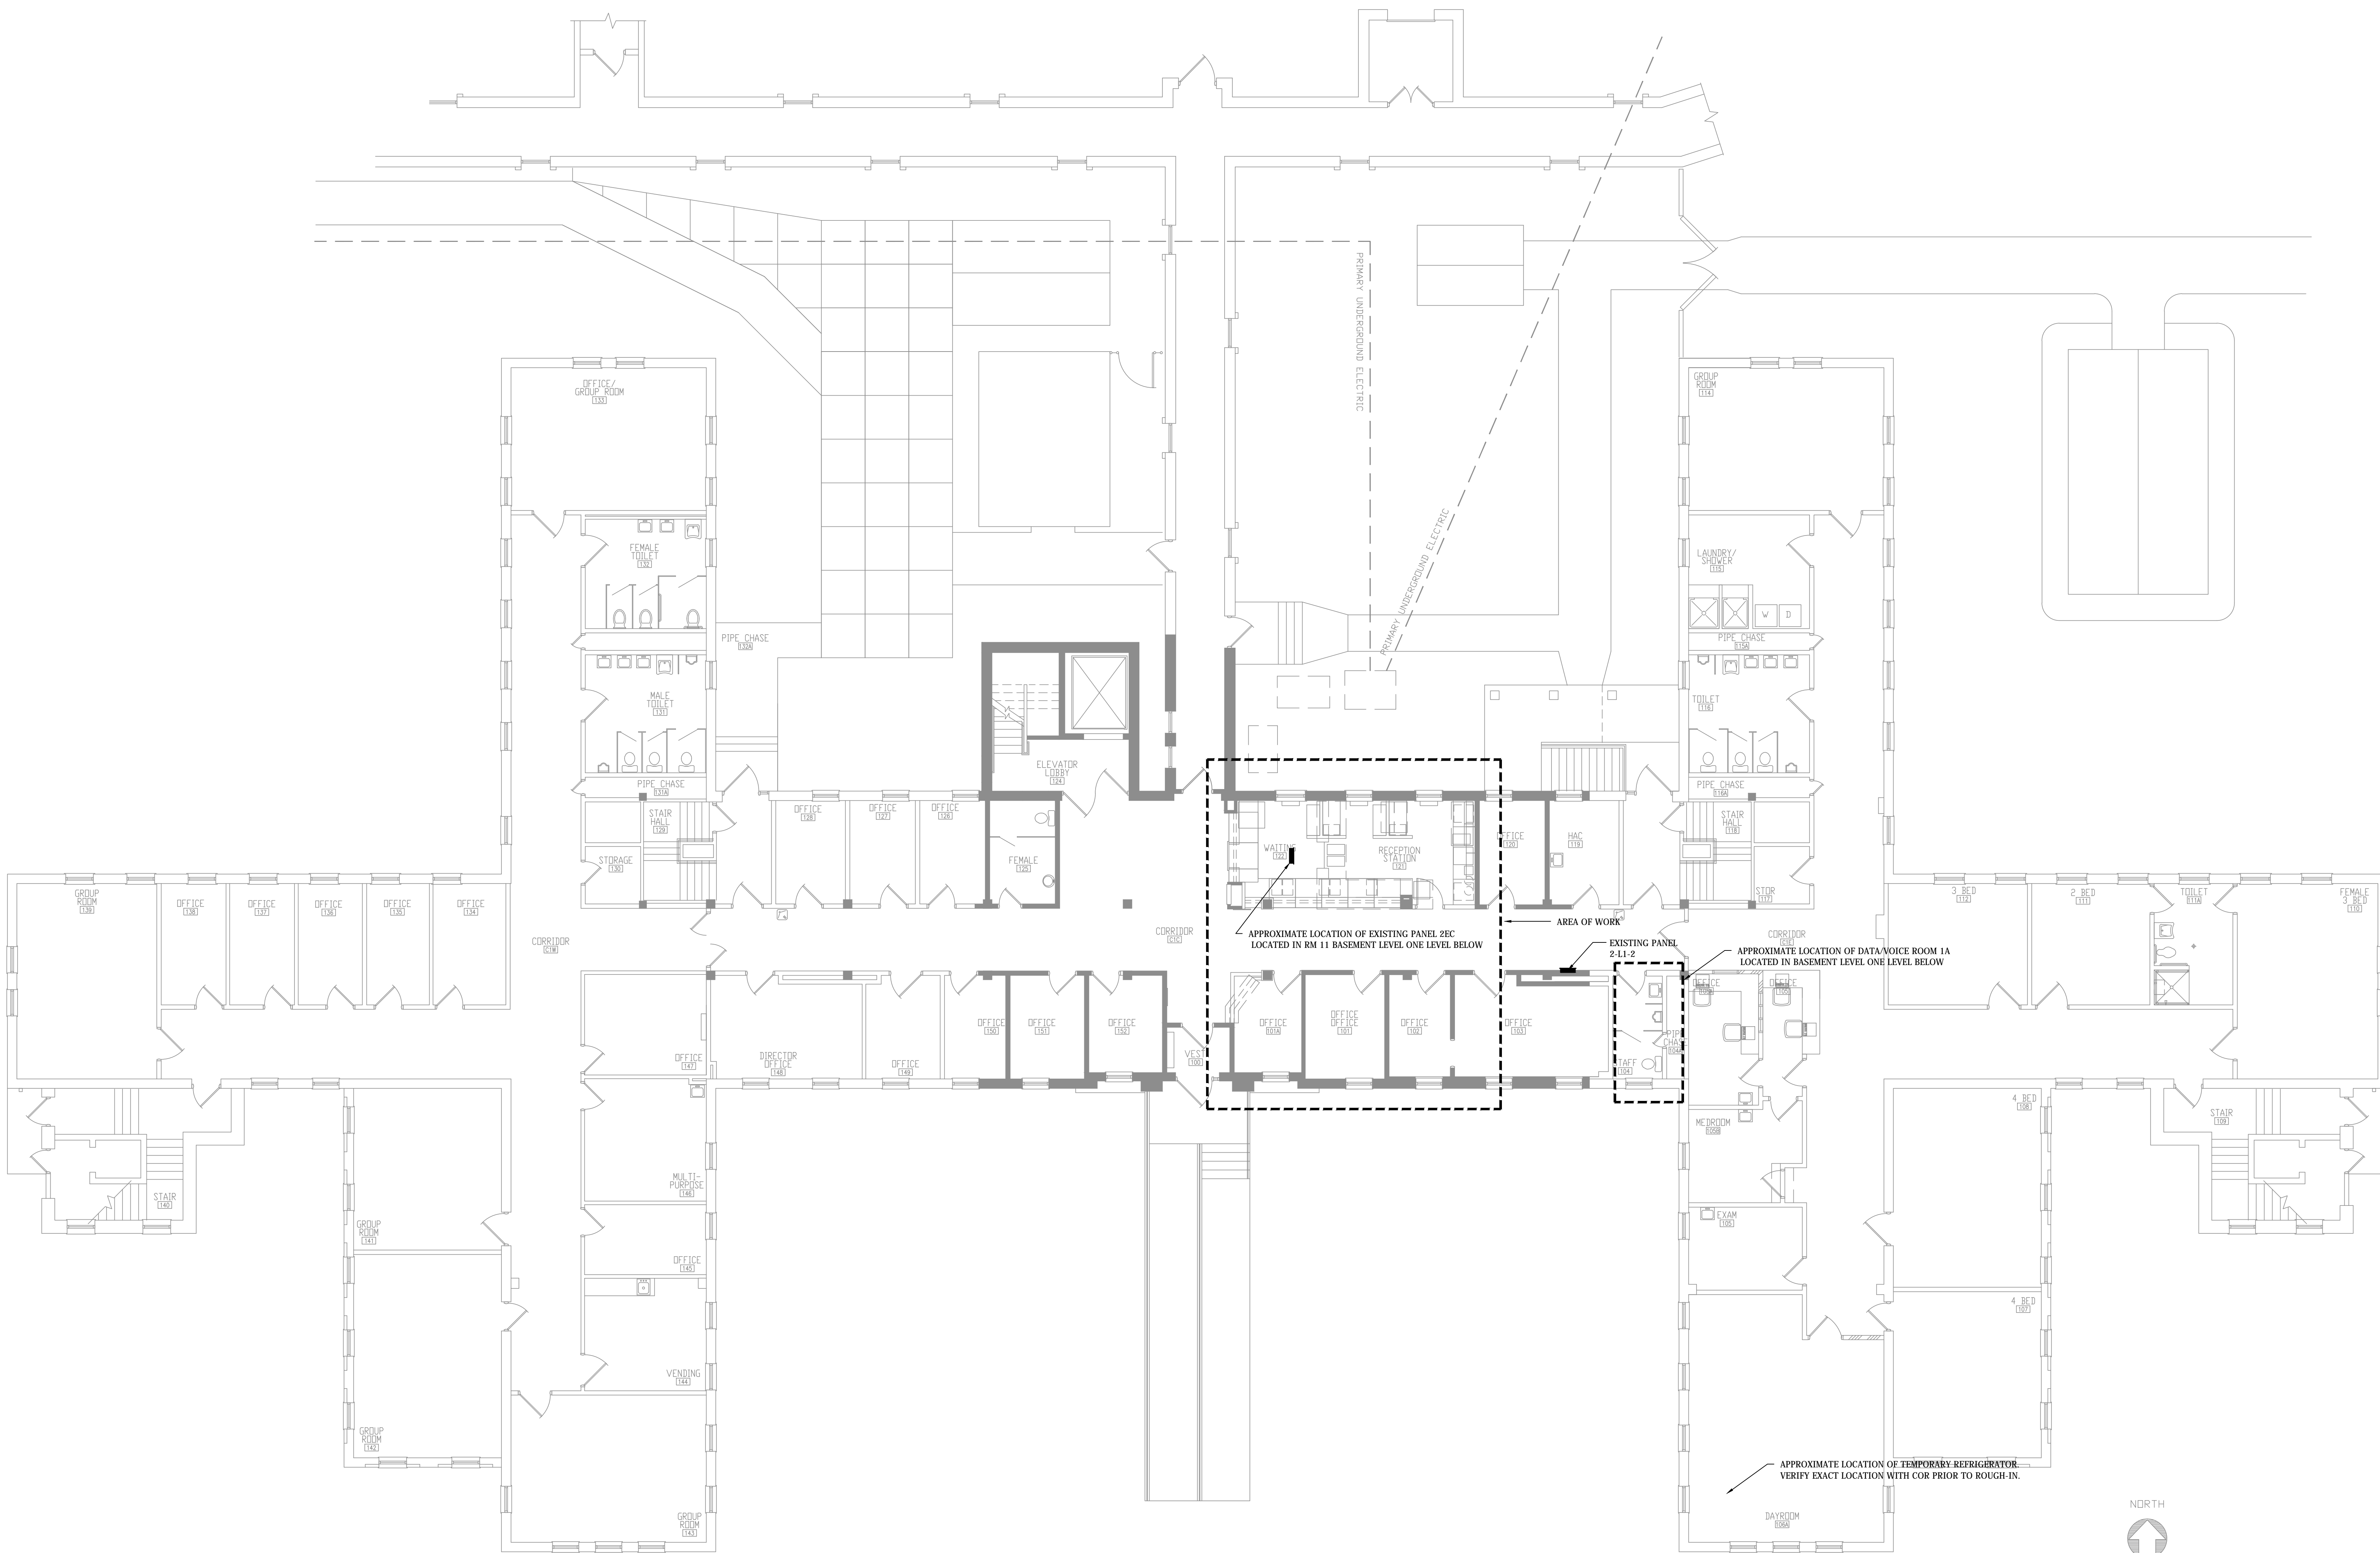 PRIMARY UNDERGROUND ELECTRIC
PRIMARY UNDERGROUND ELECTRIC
OFFICE/
GROUP ROOM
133
GROUP
ROOM
114
FEMALE
TOILET
132
LAUNDRY/
SHOWER
115
W
D
PIPE CHASE
132A
PIPE CHASE
115A
MALE
TOILET
131
TOILET
116
PIPE CHASE
131A
ELEVATOR
LOBBY
124
PIPE CHASE
116A
STAIR
HALL
129
OFFICE
128
OFFICE
127
OFFICE
126
STORAGE
130
FEMALE
125
WAITING
122
RECEPTION
STATION
121
OFFICE
120
HAC
119
STAIR
HALL
118
STOR
117
GROUP
ROOM
139
OFFICE
138
OFFICE
137
OFFICE
136
OFFICE
135
OFFICE
134
3 BED
112
2 BED
111
TOILET
111A
FEMALE
3 BED
110
CORRIDOR
C1W
CORRIDOR
C1C
CORRIDOR
C1C
AREA OF WORK
APPROXIMATE LOCATION OF EXISTING PANEL 2EC
LOCATED IN RM 11 BASEMENT LEVEL ONE LEVEL BELOW
EXISTING PANEL
2-L1-2
APPROXIMATE LOCATION OF DATA/VOICE ROOM 1A
LOCATED IN BASEMENT LEVEL ONE LEVEL BELOW
OFFICE
OFFICE
105
OFFICE
147
DIRECTOR
OFFICE
148
OFFICE
149
OFFICE
150
OFFICE
151
OFFICE
152
VEST
100
OFFICE
101A
OFFICE
OFFICE
101
OFFICE
102
OFFICE
103
STAFF
104
PIPE
CHASE
104A
MEDROOM
105B
4 BED
108
STAIR
109
STAIR
140
MULTI-
PURPOSE
146
GROUP
ROOM
141
EXAM
105
OFFICE
145
4 BED
107
VENDING
144
GROUP
ROOM
142
APPROXIMATE LOCATION OF TEMPORARY REFRIGERATOR.
VERIFY EXACT LOCATION WITH COR PRIOR TO ROUGH-IN.
GROUP
ROOM
143
DAYROOM
106A
NORTH